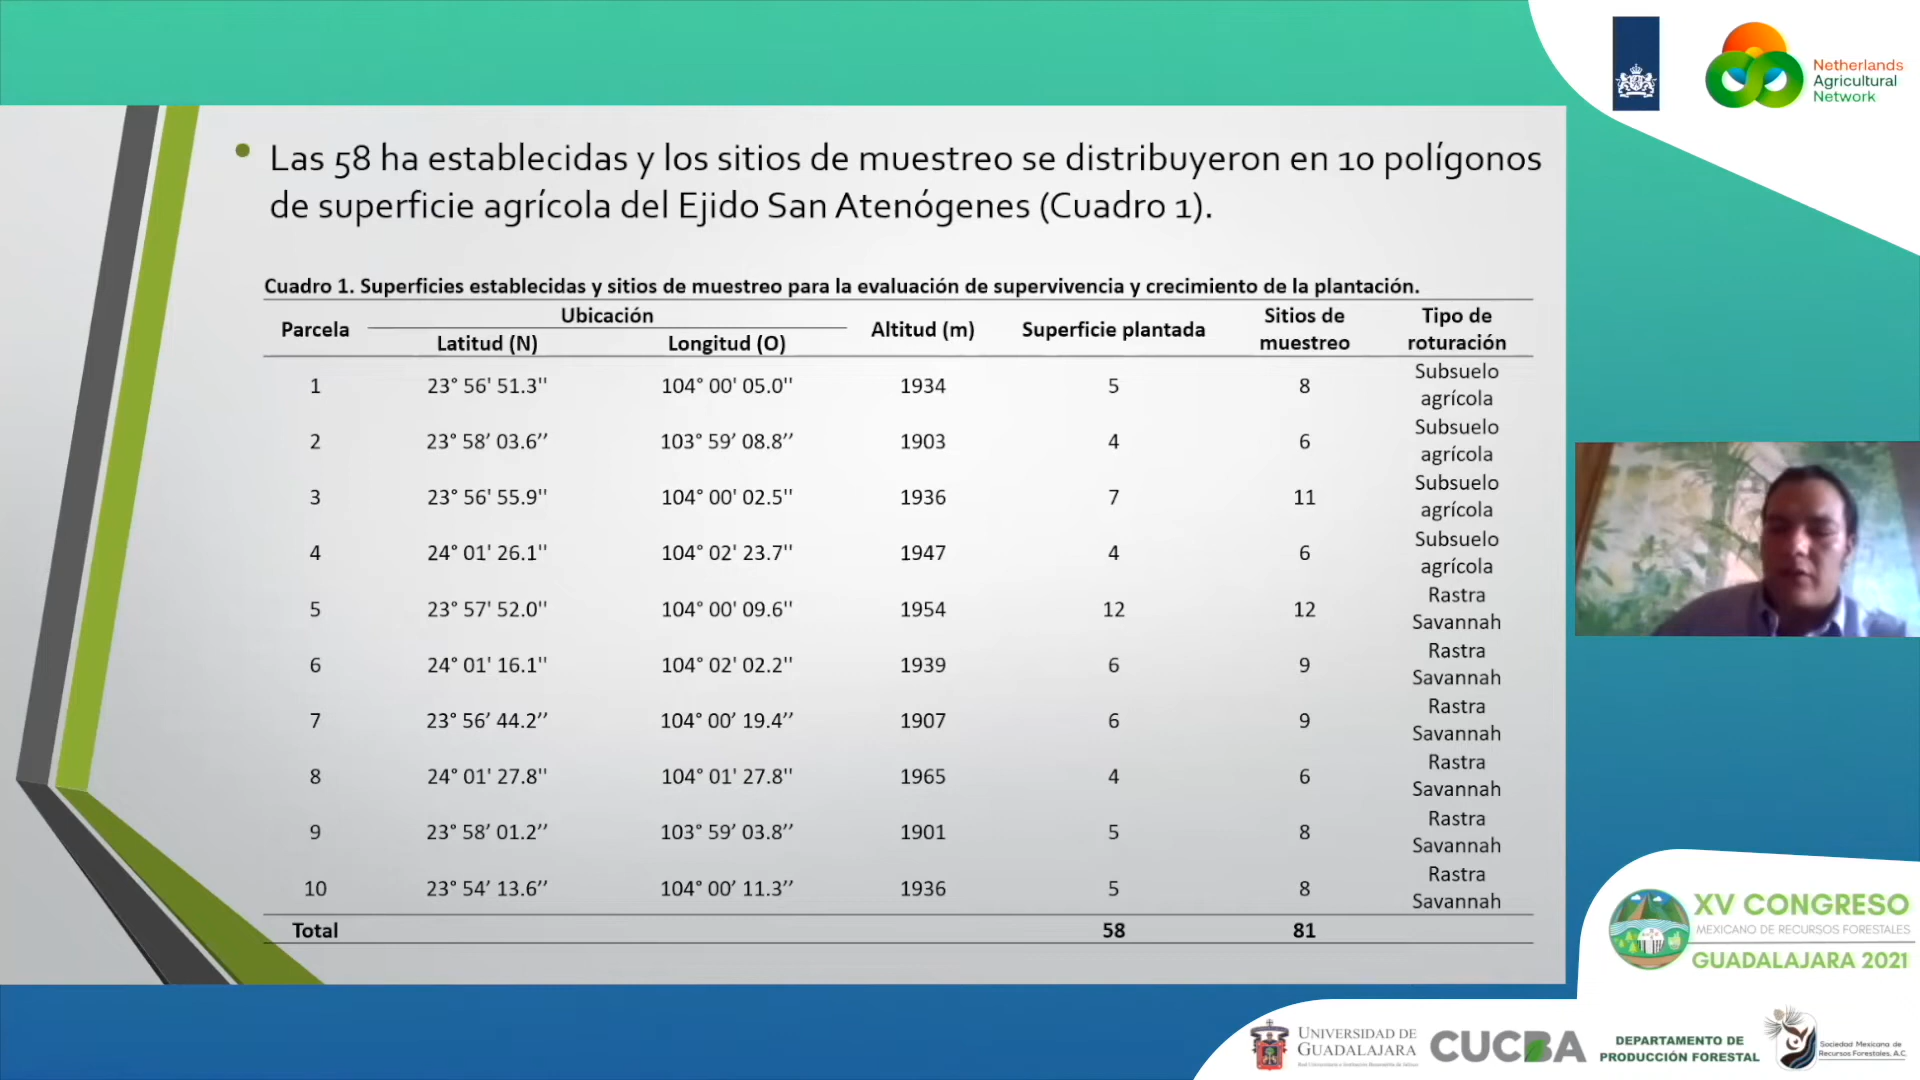 Netherlands
Agricultural
Network
• Las 58 ha establecidas y los sitios de muestreo se distribuyeron en 10 polígonos
de superficie agrícola del Ejido San Atenógenes (Cuadro 1).
Cuadro 1. Superficies establecidas y sitios de muestreo para la evaluación de supervivencia y crecimiento de la plantación.
Parcela Ubicación Altitud (m) Superficie plantada Sitios de muestreo Tipo de roturación
Latitud (N) Longitud (O)
1 23° 56' 51.3'' 104° 00' 05.0'' 1934 5 8 Subsuelo agrícola
2 23° 58’ 03.6’’ 103° 59’ 08.8’’ 1903 4 6 Subsuelo agrícola
3 23° 56' 55.9'' 104° 00' 02.5'' 1936 7 11 Subsuelo agrícola
4 24° 01' 26.1'' 104° 02' 23.7'' 1947 4 6 Subsuelo agrícola
5 23° 57' 52.0'' 104° 00' 09.6'' 1954 12 12 Rastra Savannah
6 24° 01' 16.1'' 104° 02' 02.2'' 1939 6 9 Rastra Savannah
7 23° 56’ 44.2’’ 104° 00’ 19.4’’ 1907 6 9 Rastra Savannah
8 24° 01' 27.8'' 104° 01' 27.8'' 1965 4 6 Rastra Savannah
9 23° 58’ 01.2’’ 103° 59’ 03.8’’ 1901 5 8 Rastra Savannah
10 23° 54’ 13.6’’ 104° 00’ 11.3’’ 1936 5 8 Rastra Savannah
Total 58 81
XV CONGRESO
MEXICANO DE RECURSOS FORESTALES
GUADALAJARA 2021
UNIVERSIDAD DE
GUADALAJARA
CUCBA
DEPARTAMENTO DE
PRODUCCIÓN FORESTAL
Sociedad Mexicana de
Recursos Forestales, A.C.